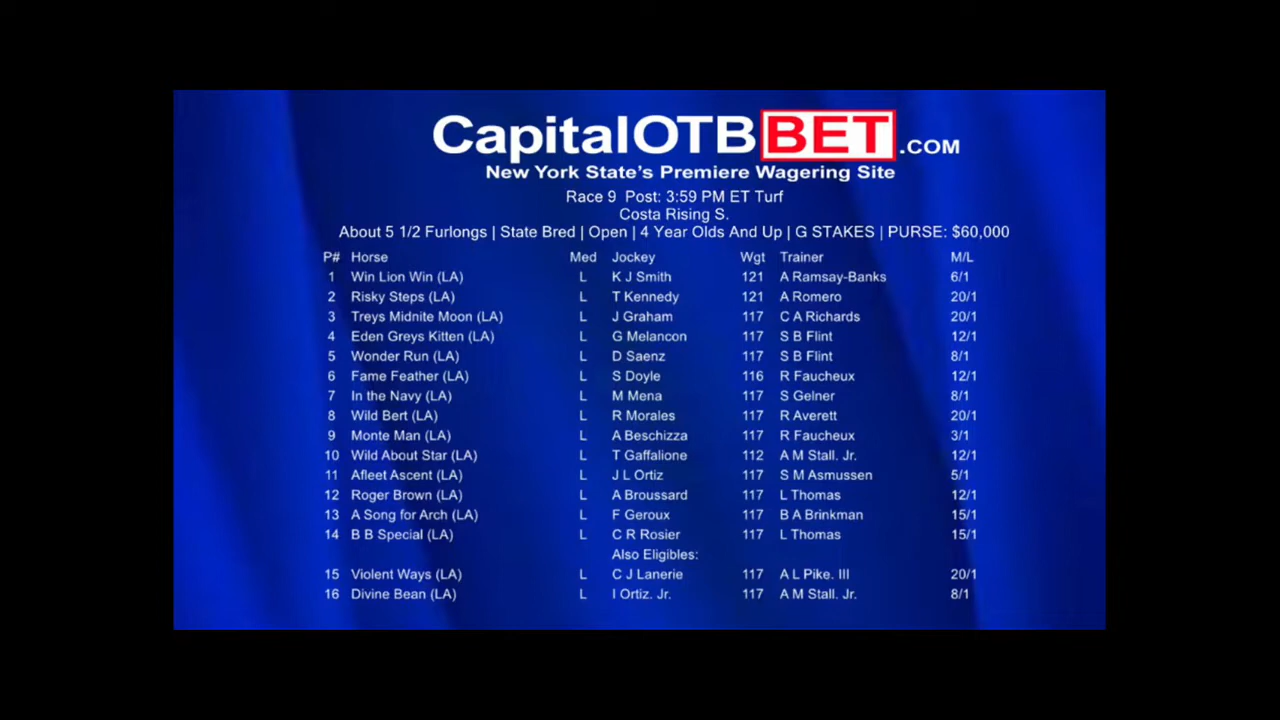 CapitalOTBBET.COM
New York State's Premiere Wagering Site
Race 9 Post: 3:59 PM ET Turf
Costa Rising S.
About 5 1/2 Furlongs | State Bred | Open | 4 Year Olds And Up | G STAKES | PURSE: $60,000
P# Horse Med Jockey Wgt Trainer M/L
1 Win Lion Win (LA) L K J Smith 121 A Ramsay-Banks 6/1
2 Risky Steps (LA) L T Kennedy 121 A Romero 20/1
3 Treys Midnite Moon (LA) L J Graham 117 C A Richards 20/1
4 Eden Greys Kitten (LA) L G Melancon 117 S B Flint 12/1
5 Wonder Run (LA) L D Saenz 117 S B Flint 8/1
6 Fame Feather (LA) L S Doyle 116 R Faucheux 12/1
7 In the Navy (LA) L M Mena 117 S Gelner 8/1
8 Wild Bert (LA) L R Morales 117 R Averett 20/1
9 Monte Man (LA) L A Beschizza 117 R Faucheux 3/1
10 Wild About Star (LA) L T Gaffalione 112 A M Stall. Jr. 12/1
11 Afleet Ascent (LA) L J L Ortiz 117 S M Asmussen 5/1
12 Roger Brown (LA) L A Broussard 117 L Thomas 12/1
13 A Song for Arch (LA) L F Geroux 117 B A Brinkman 15/1
14 B B Special (LA) L C R Rosier 117 L Thomas 15/1
Also Eligibles:
15 Violent Ways (LA) L C J Lanerie 117 A L Pike. III 20/1
16 Divine Bean (LA) L I Ortiz. Jr. 117 A M Stall. Jr. 8/1